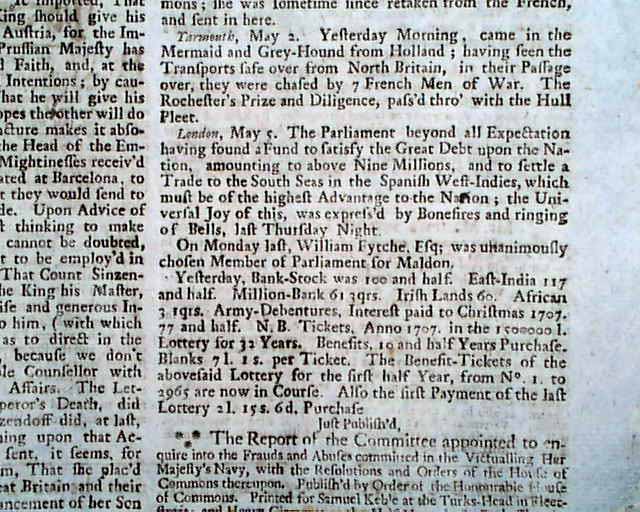 It imported, That
King should give his
Austria, for the Im-
Prussian Majesty has
Faith, and, at the
Intentions; by cau-
that he will give his
opes the other will do
acture makes it abso-
the Head of the Em-
Mightinesses receiv'd
ated at Barcelona, to
t they would send to
de. Upon Advice of
t thinking to make
cannot be doubted,
t to be employ'd in
That Count Sinzen-
the King his Master,
ise and generous In-
o him, (with which
as to direct in the
because we don't
le Counsellor with
Affairs. The Let-
peror's Death, did
zendoff did, at last,
ing upon that Ac-
sent, it seems, for
m, That she plac'd
eat Britain and their
ancement of her Son
mons; she was sometime since retaken from the French,
and sent in here.
Yarmouth, May 2. Yesterday Morning, came in the
Mermaid and Grey-Hound from Holland; having seen the
Transports safe over from North Britain, in their Passage
over, they were chased by 7 French Men of War. The
Rochester's Prize and Diligence, pass'd thro' with the Hull
Fleet.
London, May 5. The Parliament beyond all Expectation
having found a Fund to satisfy the Great Debt upon the Na-
tion, amounting to above Nine Millions, and to settle a
Trade to the South Seas in the Spanish West-Indies, which
must be of the highest Advantage to the Nation; the Uni-
versal Joy of this, was express'd by Bonefires and ringing
of Bells, last Thursday Night.
On Monday last, William Fytche, Esq; was unanimously
chosen Member of Parliament for Maldon.
Yesterday, Bank-Stock was 100 and half. East-India 117
and half. Million-Bank 61 3qrs. Irish Lands 60. African
3 1qrs. Army-Debentures, Interest paid to Christmas 1707.
77 and half. N. B. Tickets, Anno 1707. in the 1500000 l.
Lottery for 32 Years. Benefits, 10 and half Years Purchase.
Blanks 7 l. 1 s. per Ticket. The Benefit-Tickets of the
abovesaid Lottery for the first half Year, from N°. 1. to
2965 are now in Course. Also the first Payment of the last
Lottery 2 l. 15 s. 6d, Purchase
Just Publish'd,
*** The Report of the Committee appointed to en-
quire into the Frauds and Abuses committed in the Victualling Her
Majesty's Navy, with the Resolutions and Orders of the House of
Commons thereupon. Publish'd by Order of the Honourable House
of Commons. Printed for Samuel Keble at the Turks-Head in Fleet-